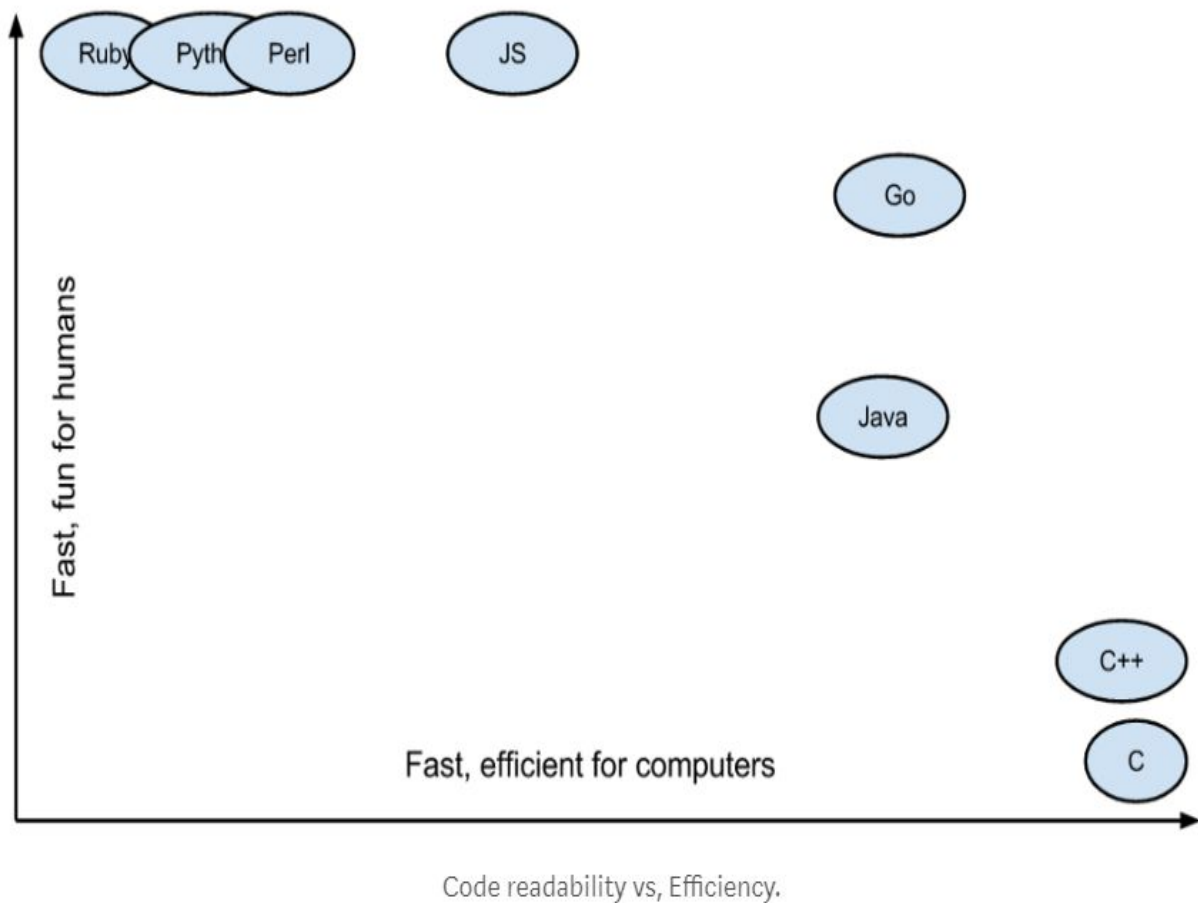 Ruby Pyth Perl JS
Go
Fast, fun for humans
Java
C++
Fast, efficient for computers
C
Code readability vs, Efficiency.